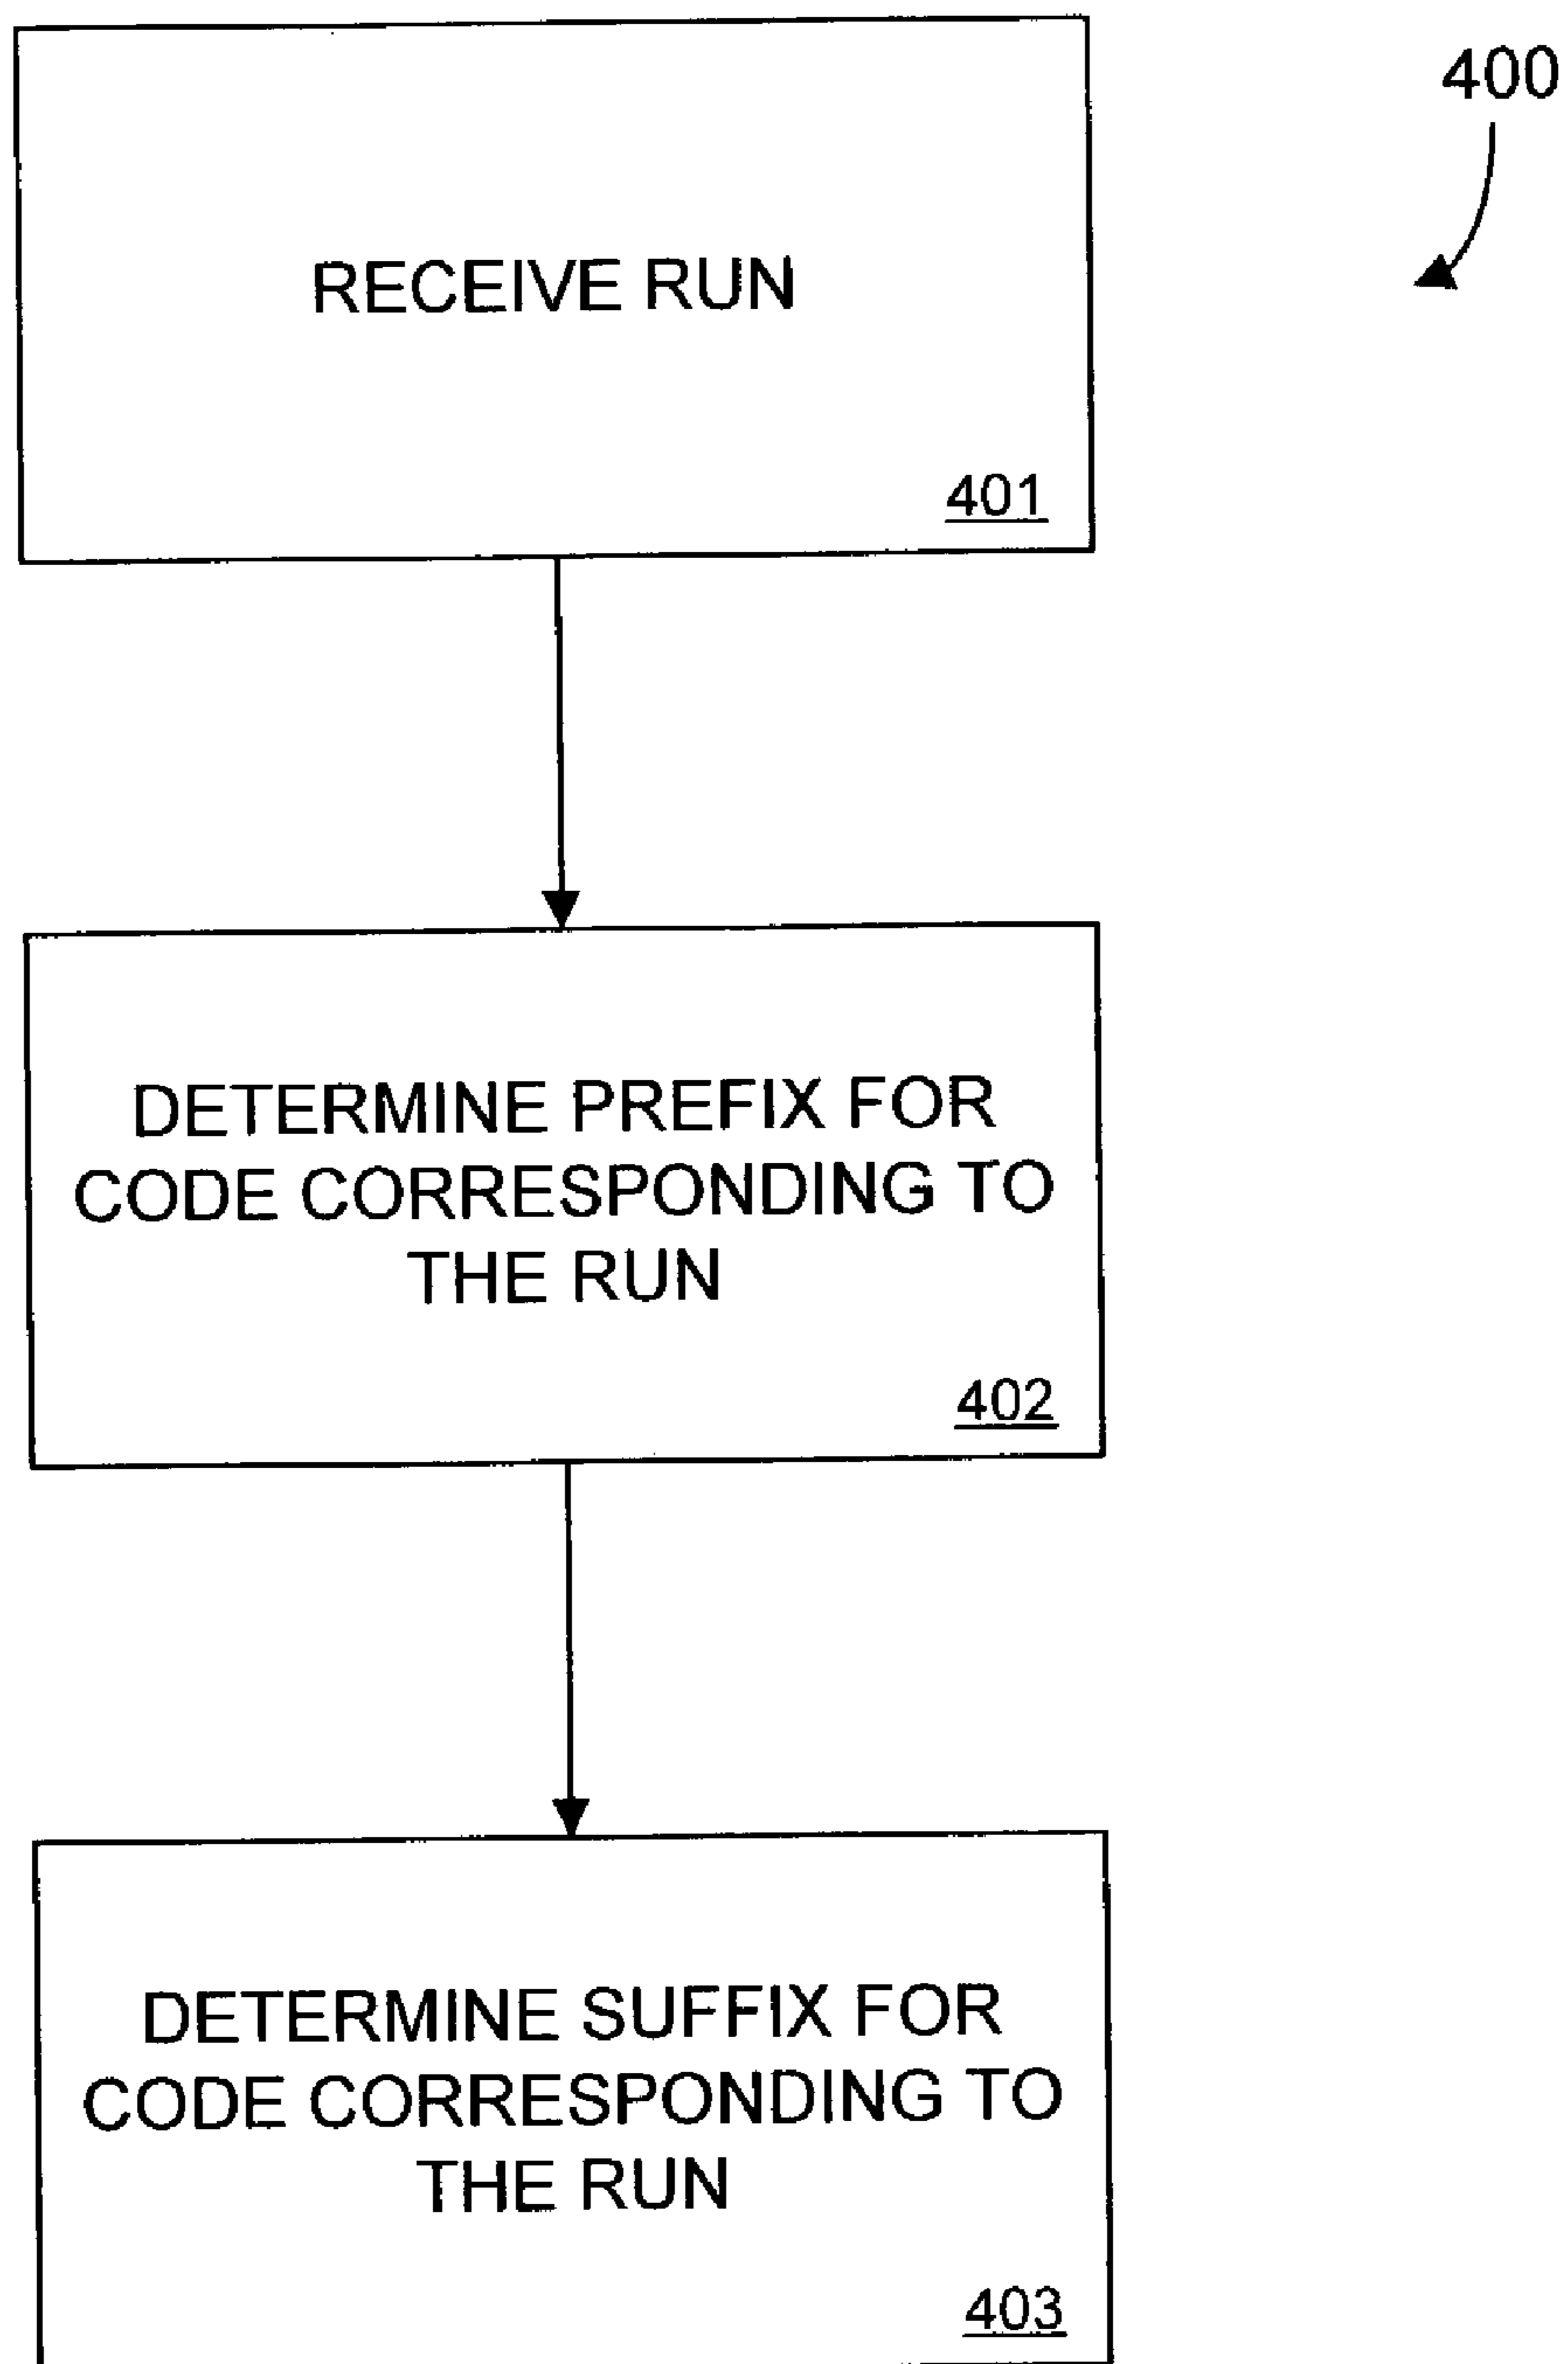 400
RECEIVE RUN
401
DETERMINE PREFIX FOR
CODE CORRESPONDING TO
THE RUN
402
DETERMINE SUFFIX FOR
CODE CORRESPONDING TO
THE RUN
403